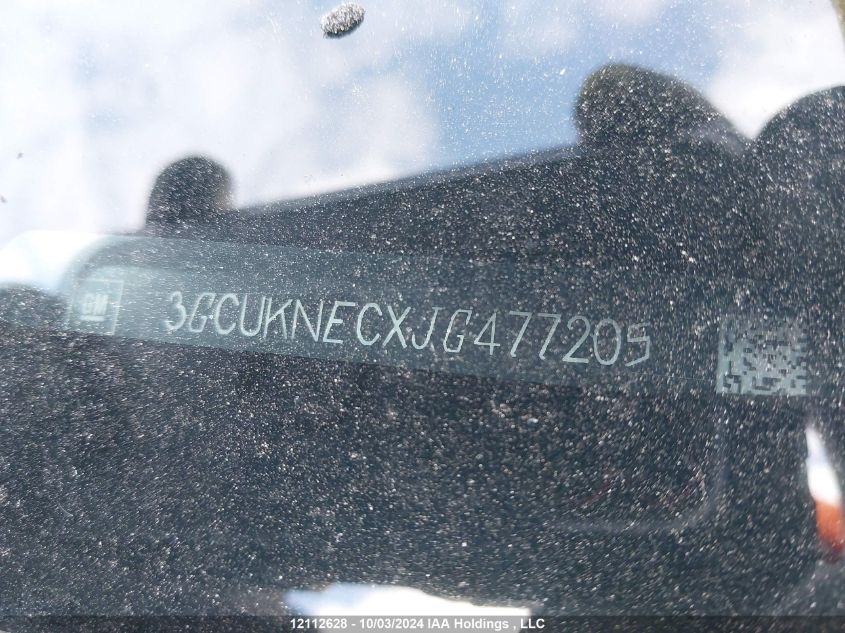 GM 3GCUKNECXJG477205
12112628 - 10/03/2024 IAA Holdings , LLC